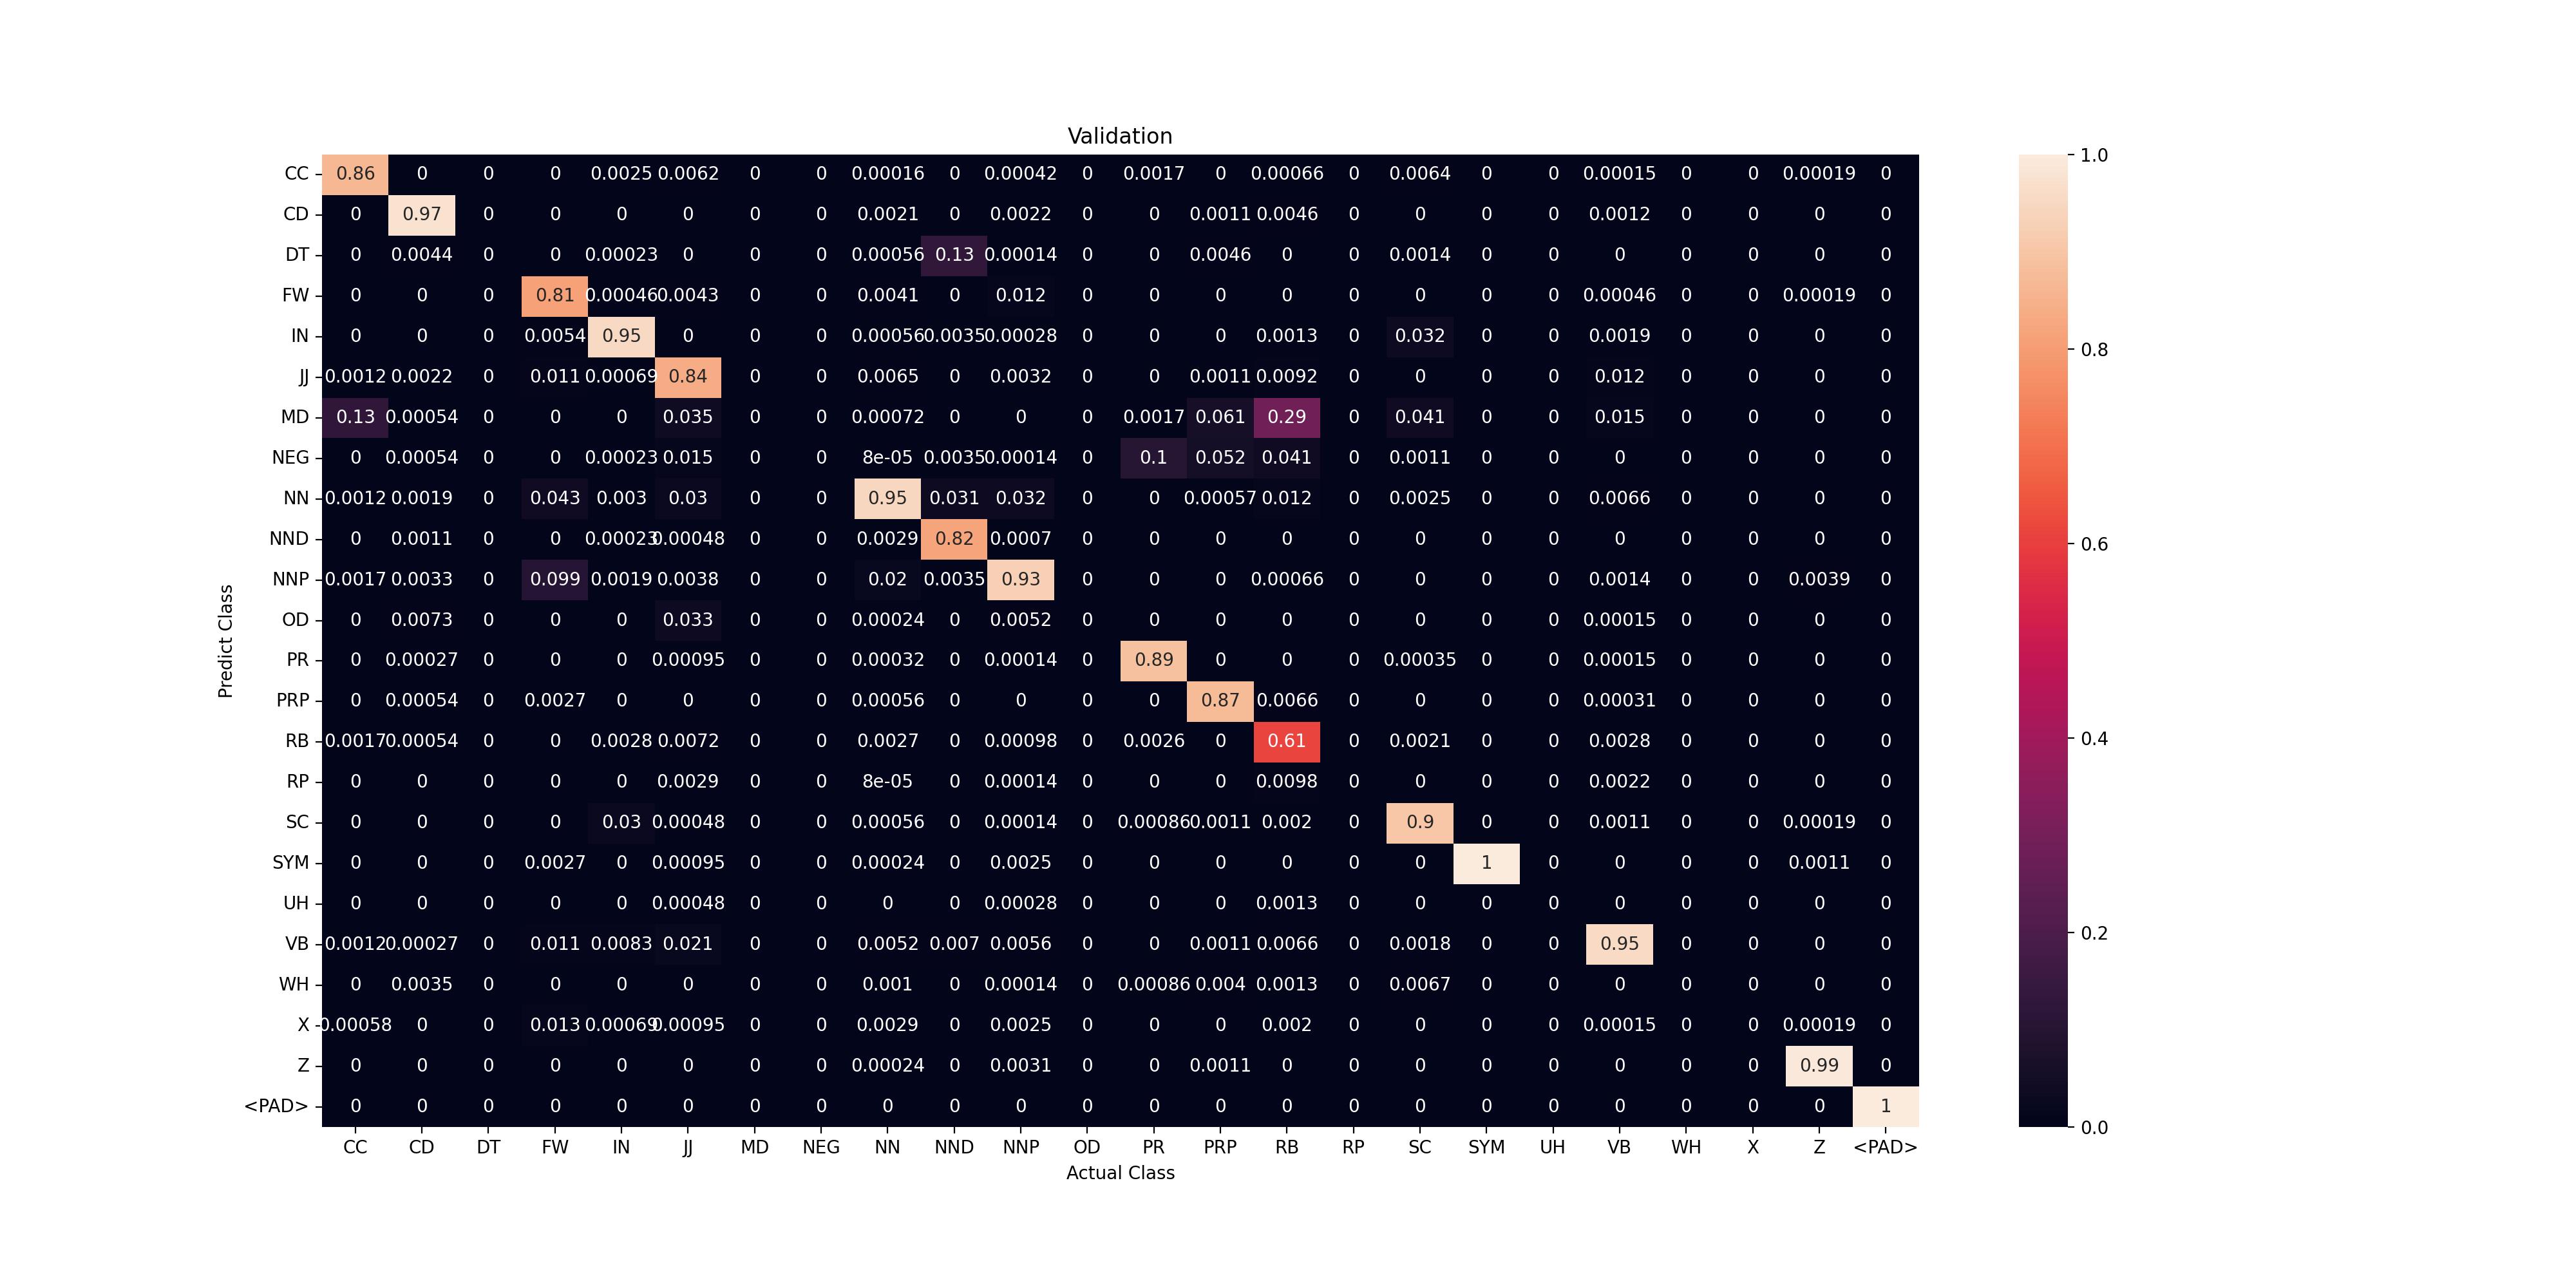 Validation
CC 0.86 0 0 0 0.0025 0.0062 0 0 0.00016 0 0.00042 0 0.0017 0 0.00066 0 0.0064 0 0 0.00015 0 0 0.00019 0
CD 0 0.97 0 0 0 0 0 0 0.0021 0 0.0022 0 0 0.0011 0.0046 0 0 0 0 0.0012 0 0 0 0
DT 0 0.0044 0 0 0.00023 0 0 0 0.00056 0.13 0.00014 0 0 0.0046 0 0 0.0014 0 0 0 0 0 0 0
FW 0 0 0 0.81 0.00046 0.0043 0 0 0.0041 0 0.012 0 0 0 0 0 0 0 0 0.00046 0 0 0.00019 0
IN 0 0 0 0.0054 0.95 0 0 0 0.00056 0.0035 0.00028 0 0 0 0.0013 0 0.032 0 0 0.0019 0 0 0 0
JJ 0.0012 0.0022 0 0.011 0.00069 0.84 0 0 0.0065 0 0.0032 0 0 0.0011 0.0092 0 0 0 0 0.012 0 0 0 0
MD 0.13 0.00054 0 0 0 0.035 0 0 0.00072 0 0 0 0.0017 0.061 0.29 0 0.041 0 0 0.015 0 0 0 0
NEG 0 0.00054 0 0 0.00023 0.015 0 0 8e-05 0.0035 0.00014 0 0.1 0.052 0.041 0 0.0011 0 0 0 0 0 0 0
NN 0.0012 0.0019 0 0.043 0.003 0.03 0 0 0.95 0.031 0.032 0 0 0.00057 0.012 0 0.0025 0 0 0.0066 0 0 0 0
NND 0 0.0011 0 0 0.00023 0.00048 0 0 0.0029 0.82 0.0007 0 0 0 0 0 0 0 0 0 0 0 0 0
NNP 0.0017 0.0033 0 0.099 0.0019 0.0038 0 0 0.02 0.0035 0.93 0 0 0 0.00066 0 0 0 0 0.0014 0 0 0.0039 0
OD 0 0.0073 0 0 0 0.033 0 0 0.00024 0 0.0052 0 0 0 0 0 0 0 0 0.00015 0 0 0 0
PR 0 0.00027 0 0 0 0.00095 0 0 0.00032 0 0.00014 0 0.89 0 0 0 0.00035 0 0 0.00015 0 0 0 0
PRP 0 0.00054 0 0.0027 0 0 0 0 0.00056 0 0 0 0 0.87 0.0066 0 0 0 0 0.00031 0 0 0 0
RB 0.0017 0.00054 0 0 0.0028 0.0072 0 0 0.0027 0 0.00098 0 0.0026 0 0.61 0 0.0021 0 0 0.0028 0 0 0 0
RP 0 0 0 0 0 0.0029 0 0 8e-05 0 0.00014 0 0 0 0.0098 0 0 0 0 0.0022 0 0 0 0
SC 0 0 0 0 0.03 0.00048 0 0 0.00056 0 0.00014 0 0.00086 0.0011 0.002 0 0.9 0 0 0.0011 0 0 0.00019 0
SYM 0 0 0 0.0027 0 0.00095 0 0 0.00024 0 0.0025 0 0 0 0 0 0 1 0 0 0 0 0.0011 0
UH 0 0 0 0 0 0.00048 0 0 0 0 0.00028 0 0 0 0.0013 0 0 0 0 0 0 0 0 0
VB 0.0012 0.00027 0 0.011 0.0083 0.021 0 0 0.0052 0.007 0.0056 0 0 0.0011 0.0066 0 0.0018 0 0 0.95 0 0 0 0
WH 0 0.0035 0 0 0 0 0 0 0.001 0 0.00014 0 0.00086 0.004 0.0013 0 0.0067 0 0 0 0 0 0 0
X 0.00058 0 0 0.013 0.00069 0.00095 0 0 0.0029 0 0.0025 0 0 0 0.002 0 0 0 0 0.00015 0 0 0.00019 0
Z 0 0 0 0 0 0 0 0 0.00024 0 0.0031 0 0 0.0011 0 0 0 0 0 0 0 0 0.99 0
<PAD> 0 0 0 0 0 0 0 0 0 0 0 0 0 0 0 0 0 0 0 0 0 0 0 1
CC CD DT FW IN JJ MD NEG NN NND NNP OD PR PRP RB RP SC SYM UH VB WH X Z <PAD>
Actual Class
Predict Class
1.0
0.8
0.6
0.4
0.2
0.0